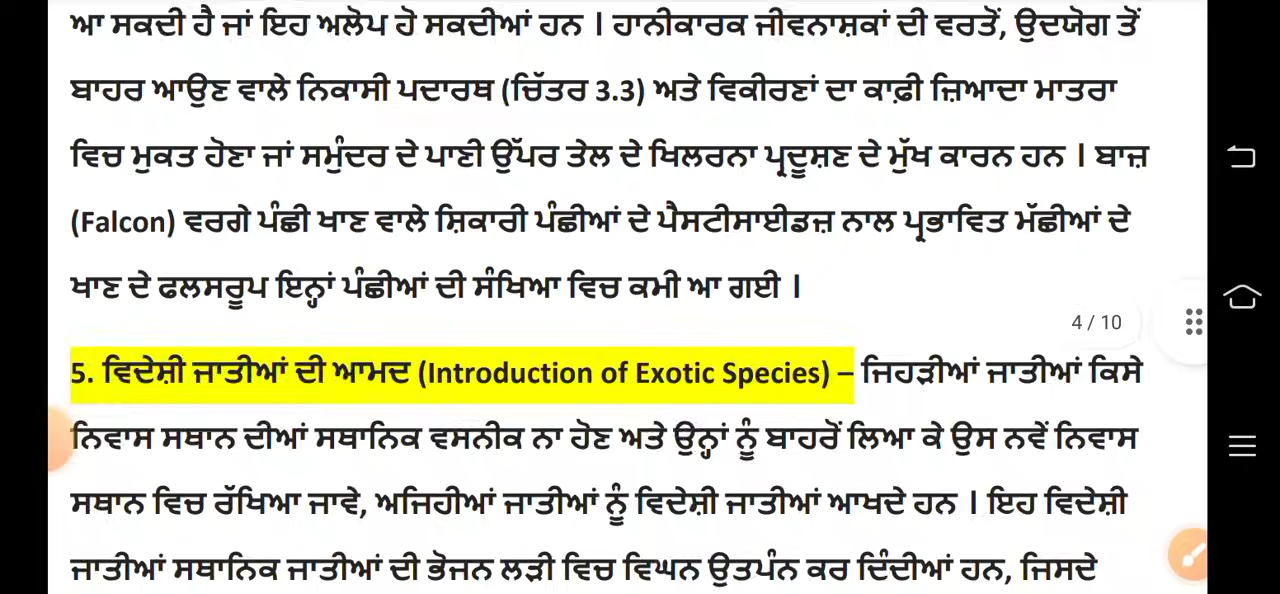 ਆ ਸਕਦੀ ਹੈ ਜਾਂ ਇਹ ਅਲੋਪ ਹੋ ਸਕਦੀਆਂ ਹਨ । ਹਾਨੀਕਾਰਕ ਜੀਵਨਾਸ਼ਕਾਂ ਦੀ ਵਰਤੋਂ, ਉਦਯੋਗ ਤੋਂ
ਬਾਹਰ ਆਉਣ ਵਾਲੇ ਨਿਕਾਸੀ ਪਦਾਰਥ (ਚਿੱਤਰ 3.3) ਅਤੇ ਵਿਕੀਰਣਾਂ ਦਾ ਕਾਫ਼ੀ ਜ਼ਿਆਦਾ ਮਾਤਰਾ
ਵਿਚ ਮੁਕਤ ਹੋਣਾ ਜਾਂ ਸਮੁੰਦਰ ਦੇ ਪਾਣੀ ਉੱਪਰ ਤੇਲ ਦੇ ਖਿਲਰਨਾ ਪ੍ਰਦੂਸ਼ਣ ਦੇ ਮੁੱਖ ਕਾਰਨ ਹਨ । ਬਾਜ਼
(Falcon) ਵਰਗੇ ਪੰਛੀ ਖਾਣ ਵਾਲੇ ਸ਼ਿਕਾਰੀ ਪੰਛੀਆਂ ਦੇ ਪੈਸਟੀਸਾਈਡਜ਼ ਨਾਲ ਪ੍ਰਭਾਵਿਤ ਮੱਛੀਆਂ ਦੇ
ਖਾਣ ਦੇ ਫਲਸਰੂਪ ਇਨ੍ਹਾਂ ਪੰਛੀਆਂ ਦੀ ਸੰਖਿਆ ਵਿਚ ਕਮੀ ਆ ਗਈ ।
4 / 10
5. ਵਿਦੇਸ਼ੀ ਜਾਤੀਆਂ ਦੀ ਆਮਦ (Introduction of Exotic Species) – ਜਿਹੜੀਆਂ ਜਾਤੀਆਂ ਕਿਸੇ
ਨਿਵਾਸ ਸਥਾਨ ਦੀਆਂ ਸਥਾਨਿਕ ਵਸਨੀਕ ਨਾ ਹੋਣ ਅਤੇ ਉਨ੍ਹਾਂ ਨੂੰ ਬਾਹਰੋਂ ਲਿਆ ਕੇ ਉਸ ਨਵੇਂ ਨਿਵਾਸ
ਸਥਾਨ ਵਿਚ ਰੱਖਿਆ ਜਾਵੇ, ਅਜਿਹੀਆਂ ਜਾਤੀਆਂ ਨੂੰ ਵਿਦੇਸ਼ੀ ਜਾਤੀਆਂ ਆਖਦੇ ਹਨ । ਇਹ ਵਿਦੇਸ਼ੀ
ਜਾਤੀਆਂ ਸਥਾਨਿਕ ਜਾਤੀਆਂ ਦੀ ਭੋਜਨ ਲੜੀ ਵਿਚ ਵਿਘਨ ਉਤਪੰਨ ਕਰ ਦਿੰਦੀਆਂ ਹਨ, ਜਿਸਦੇ